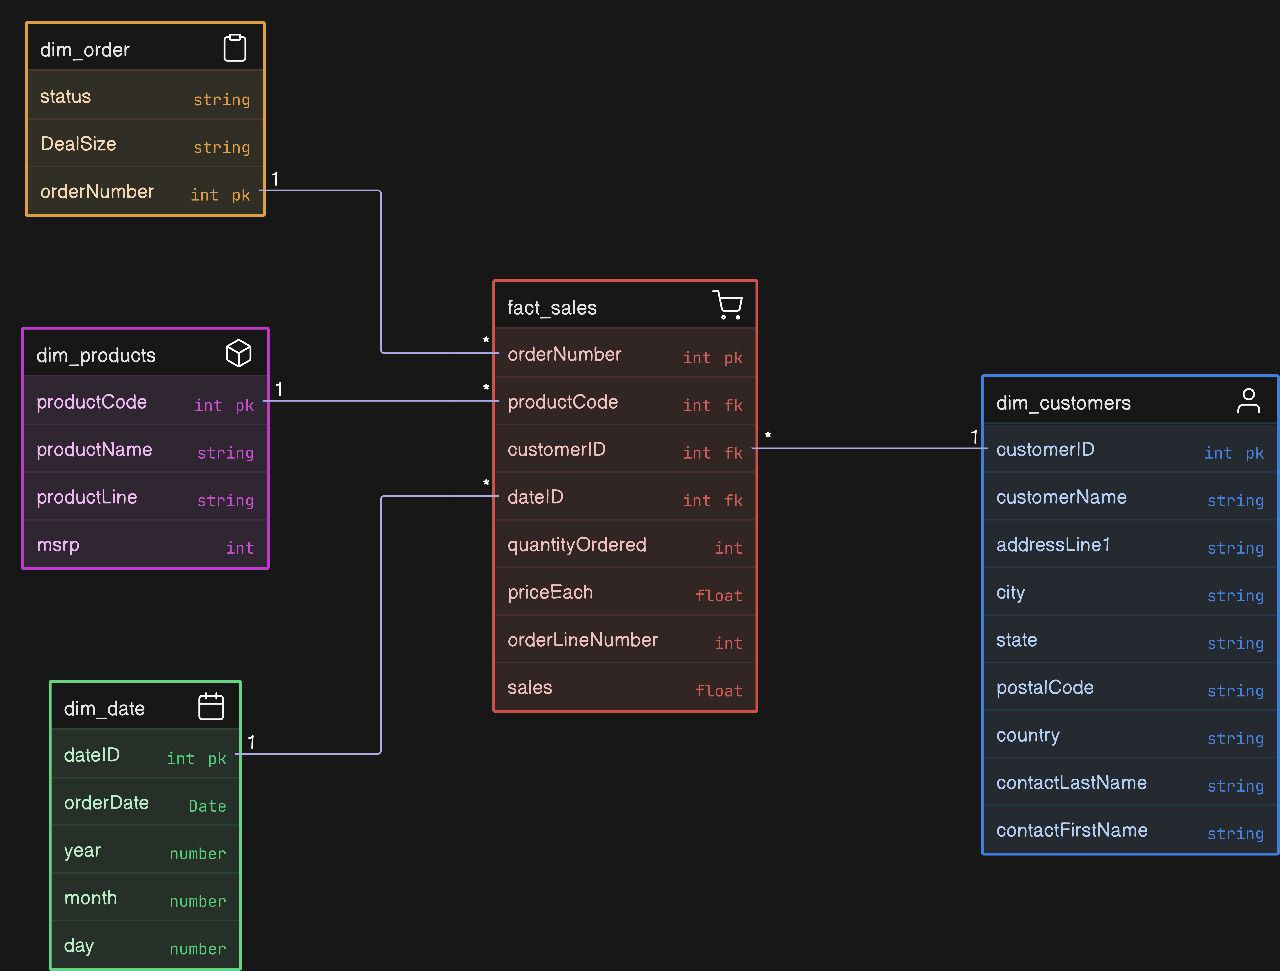 dim_order
status string
DealSize string
orderNumber int pk
1
dim_products
productCode int pk
1
productName string
productLine string
msrp int
dim_date
dateID int pk
1
orderDate Date
year number
month number
day number
fact_sales
*
orderNumber int pk
*
productCode int fk
customerID int fk
*
*
dateID int fk
quantityOrdered int
priceEach float
orderLineNumber int
sales float
dim_customers
1
customerID int pk
customerName string
addressLine1 string
city string
state string
postalCode string
country string
contactLastName string
contactFirstName string